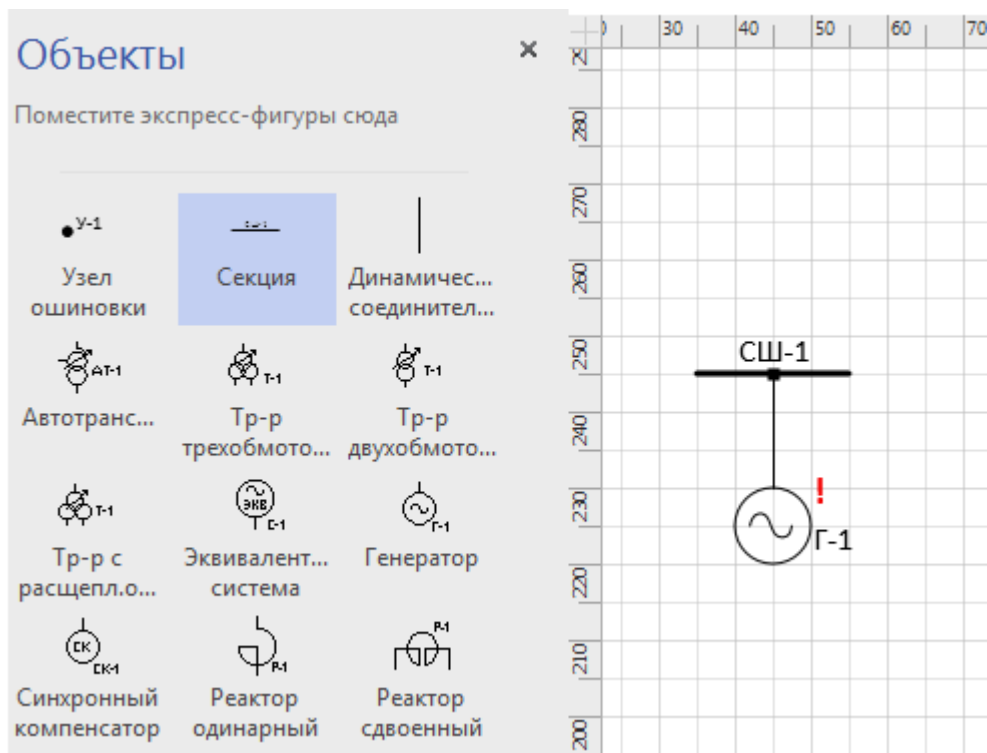 Объекты
Поместите экспресс-фигуры сюда
У-1
Узел
ошиновки
Секция
Динамичес...
соединител...
АТ-1
Автотранс...
Т-1
Тр-р
трехобмото...
Т-1
Тр-р
двухобмото...
Т-1
Тр-р с
расщепл.о...
ЭКВ
С-1
Эквивалент...
система
Г-1
Генератор
СК
СК-1
Синхронный
компенсатор
Р-1
Реактор
одинарный
Р-1
Реактор
сдвоенный
30 40 50 60 70
280
270
260
250
240
230
220
210
200
СШ-1
!
Г-1